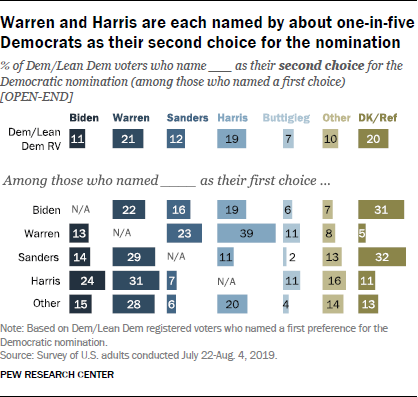 Warren and Harris are each named by about one-in-five
Democrats as their second choice for the nomination
% of Dem/Lean Dem voters who name ___ as their second choice for the
Democratic nomination (among those who named a first choice)
[OPEN-END]
Biden Warren Sanders Harris Buttigieg Other DK/Ref
Dem/Lean
Dem RV 11 21 12 19 7 10 20
Among those who named ____ as their first choice ...
Biden N/A 22 16 19 6 7 31
Warren 13 23 39 11 8 5
Sanders 14 29 N/A 11 2 13 32
Harris 24 31 7 N/A 11 16 11
Other 15 28 6 20 4 14 13
Note: Based on Dem/Lean Dem registered voters who named a first preference for the
Democratic nomination.
Source: Survey of U.S. adults conducted July 22-Aug. 4, 2019.
PEW RESEARCH CENTER